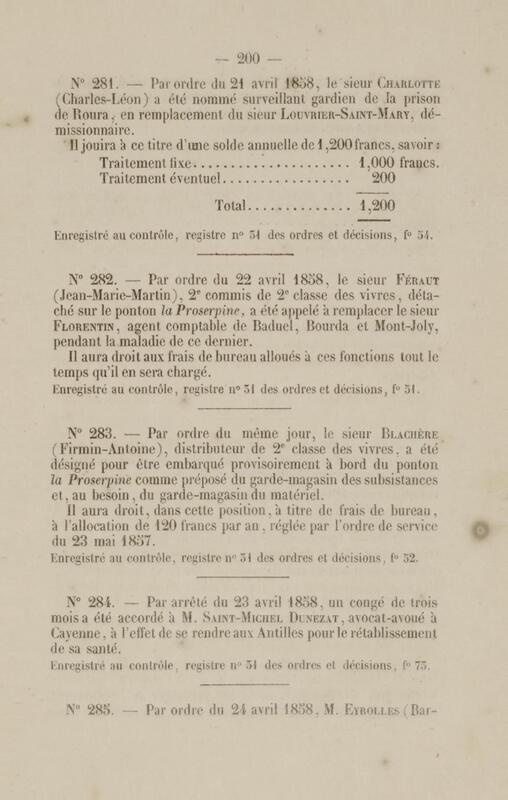 — 200 —
N° 281. — Par ordre du 21 avril 1858, le sieur CHARLOTTE
(Charles-Léon) a été nommé surveillant gardien de la prison
de Roura, en remplacement du sieur LOUVRIER-SAINT-MARY, dé-
missionnaire.
Il jouira à ce titre d'une solde annuelle de 1,200 francs, savoir:
Traitement fixe.................... 1,000 francs.
Traitement éventuel................ 200
Total.............. 1,200
Enregistré au contrôle, registre n° 51 des ordres et décisions, f° 54.
N° 282. — Par ordre du 22 avril 1858, le sieur FÉRAUT
(Jean-Marie-Martin), 2e commis de 2e classe des vivres, déta-
ché sur le ponton la Proserpine, a été appelé à remplacer le sieur
FLORENTIN, agent comptable de Baduel, Bourda et Mont-Joly,
pendant la maladie de ce dernier.
Il aura droit aux frais de bureau alloués à ces fonctions tout le
temps qu'il en sera chargé.
Enregistré au contrôle, registre n° 51 des ordres et décisions, f° 51.
N° 283. — Par ordre du même jour, le sieur BLACHÈRE
(Firmin-Antoine), distributeur de 2e classe des vivres, a été
désigné pour être embarqué provisoirement à bord du ponton
la Proserpine comme préposé du garde-magasin des subsistances
et, au besoin, du garde-magasin du matériel.
Il aura droit, dans cette position, à titre de frais de bureau,
à l'allocation de 120 francs par an, réglée par l'ordre de service
du 23 mai 1857.
Enregistré au contrôle, registre n° 51 des ordres et décisions, f° 52.
N° 284. — Par arrêté du 23 avril 1858, un congé de trois
mois a été accordé à M. SAINT-MICHEL DUNEZAT, avocat-avoué à
Cayenne, à l'effet de se rendre aux Antilles pour le rétablissement
de sa santé.
Enregistré au contrôle, registre n° 51 des ordres et décisions, f° 75.
N° 285. — Par ordre du 24 avril 1858, M. EYROLLES (Bar-